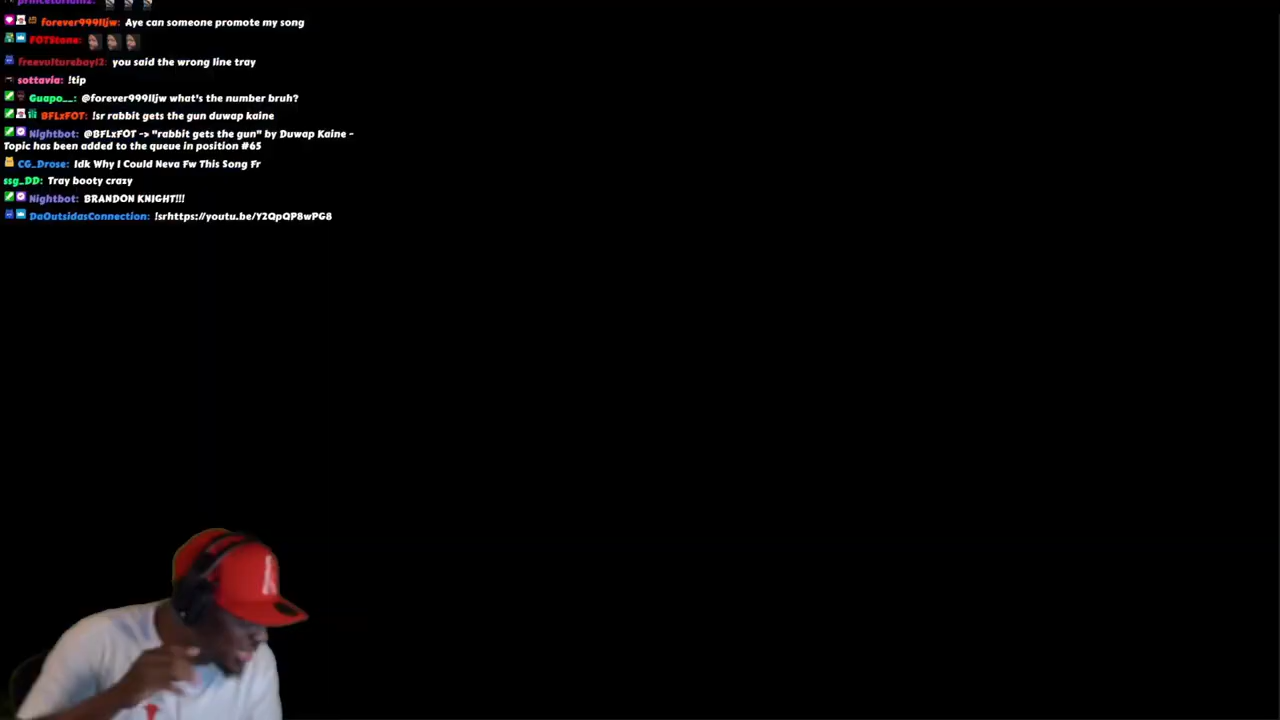 forever999lljw: Aye can someone promote my song
FOTStone:
freevulturebay12: you said the wrong line tray
sottavia: !tip
Guapo__: @forever999lljw what's the number bruh?
BFLxFOT: !sr rabbit gets the gun duwap kaine
Nightbot: @BFLxFOT -> "rabbit gets the gun" by Duwap Kaine -
Topic has been added to the queue in position #65
CG_Drose: Idk Why I Could Neva Fw This Song Fr
ssg_DD: Tray booty crazy
Nightbot: BRANDON KNIGHT!!!
DaOutsidasConnection: !srhttps://youtu.be/Y2QpQP8wPG8